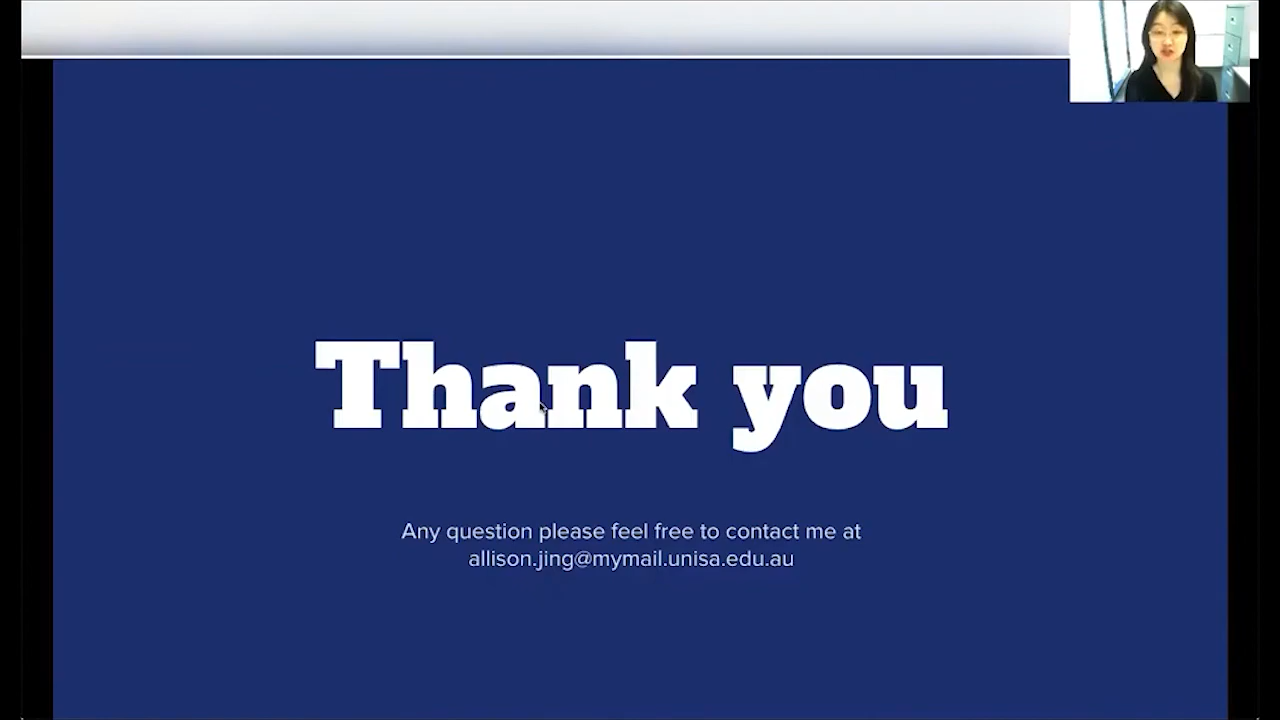 Thank you
Any question please feel free to contact me at
allison.jing@mymail.unisa.edu.au